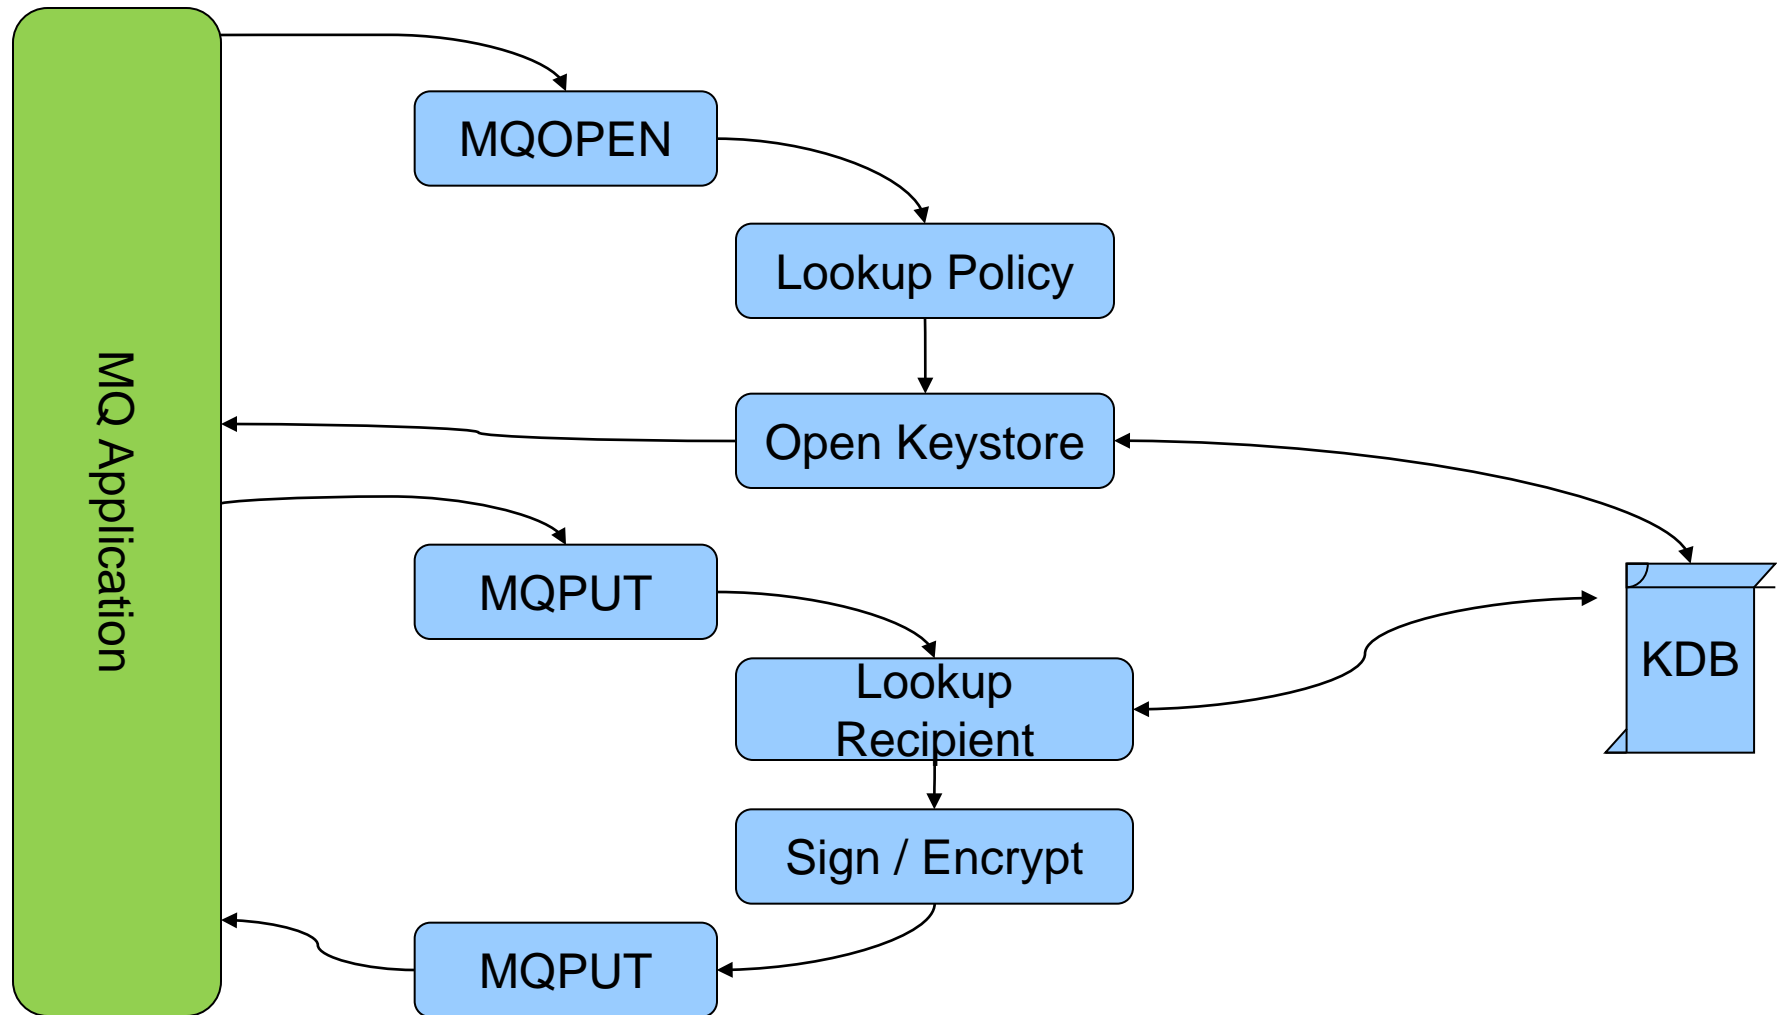 MQ Application
MQOPEN
Lookup Policy
Open Keystore
MQPUT
Lookup
Recipient
KDB
Sign / Encrypt
MQPUT